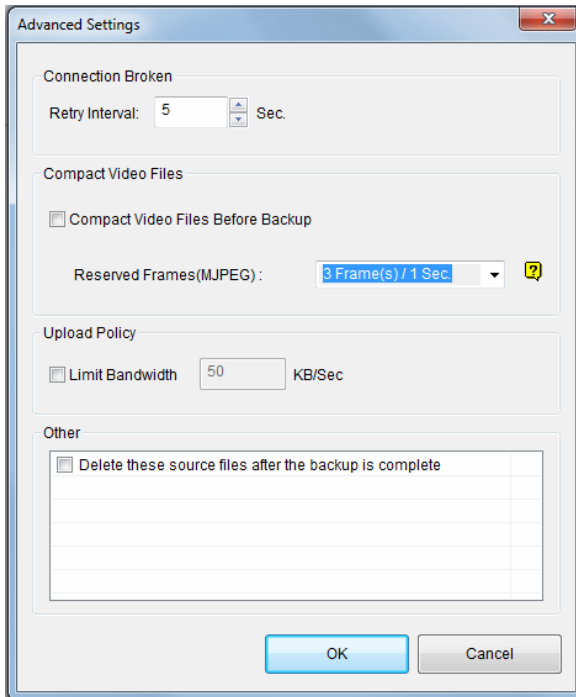 Advanced Settings
Connection Broken
Retry Interval: 5 Sec.
Compact Video Files
Compact Video Files Before Backup
Reserved Frames(MJPEG) : 3 Frame(s) / 1 Sec. ?
Upload Policy
Limit Bandwidth 50 KB/Sec
Other
Delete these source files after the backup is complete
OK Cancel